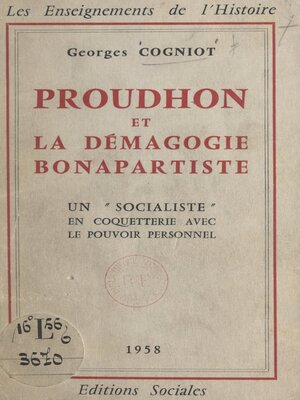 Les Enseignements de l'Histoire
Georges COGNIOT
PROUDHON
ET
LA DÉMAGOGIE
BONAPARTISTE
UN "SOCIALISTE"
EN COQUETTERIE AVEC
LE POUVOIR PERSONNEL
1958
Editions Sociales